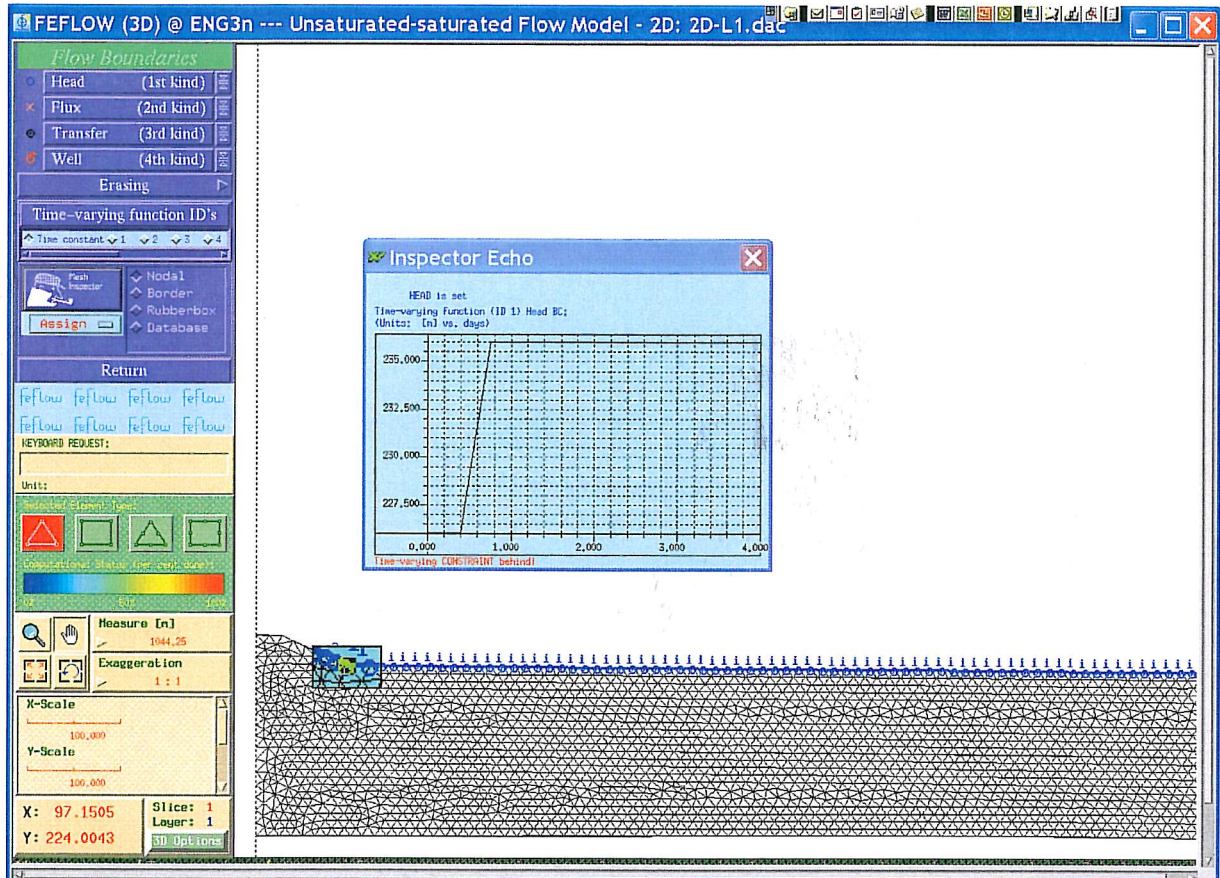 FEFLOW (3D) @ ENG3n --- Unsaturated-saturated Flow Model - 2D: 2D-L1.dac
Flow Boundaries
Head (1st kind)
Flux (2nd kind)
Transfer (3rd kind)
Well (4th kind)
Erasing
Time-varying function ID's
Time constant 1 2 3 4
Mesh Inspector
Assign
Nodal
Border
Rubberbox
Database
Return
feflow feflow feflow feflow
feflow feflow feflow feflow
KEYBOARD REQUEST:
Unit:
Selected Element Type:
Computational Status (per cent done):
0% 50% 100%
Measure [m]
1044.25
Exaggeration
1 : 1
X-Scale
100.000
Y-Scale
100.000
X: 97.1505
Y: 224.0043
Slice: 1
Layer: 1
3D Options
Inspector Echo
HEAD is set
Time-varying Function (ID 1) Head BC;
(Units: [m] vs. days)
235.000
232.500
230.000
227.500
0.000 1.000 2.000 3.000 4.000
Time-varying CONSTRAINT behind!